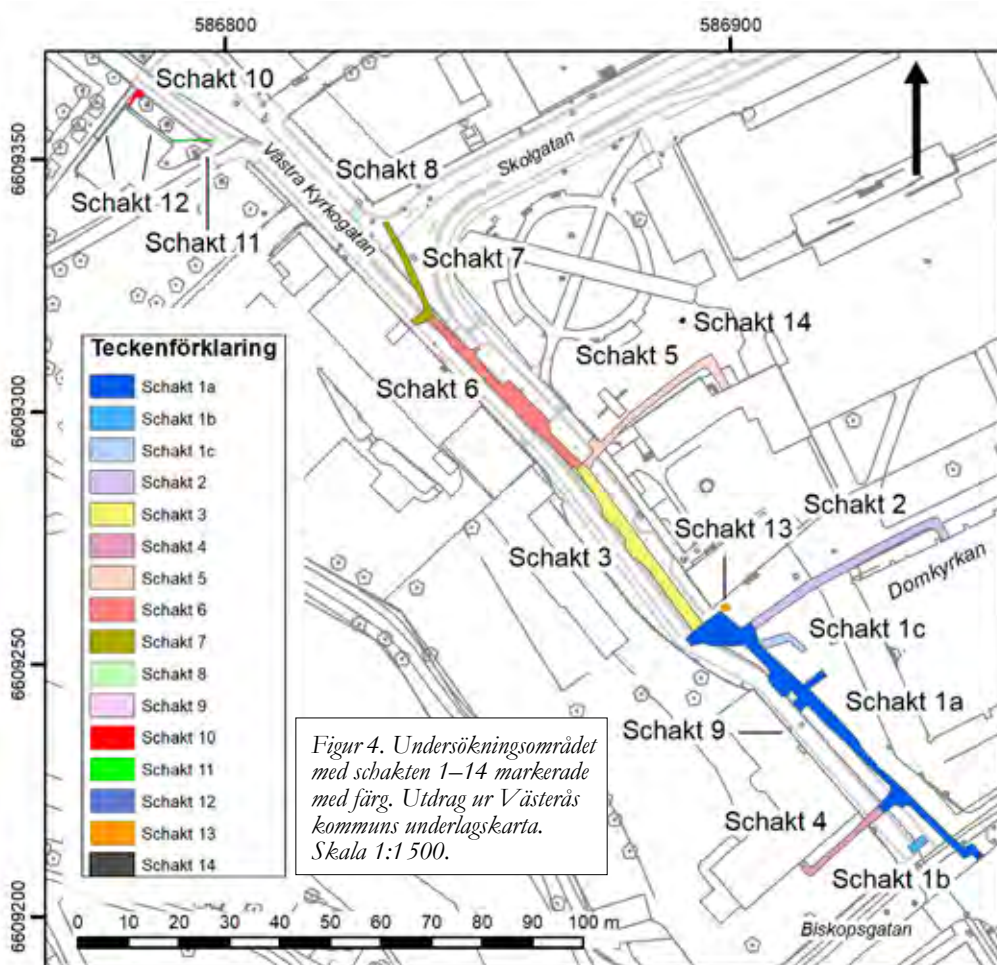 586800
586900
Schakt 10
6609350
Schakt 8
Skolgatan
Västra Kyrkogatan
Schakt 12
Schakt 11
Schakt 7
Schakt 14
Schakt 5
Schakt 6
6609300
Schakt 2
Schakt 13
Schakt 3
Domkyrkan
Schakt 1c
6609250
Schakt 1a
Schakt 9
Schakt 4
Schakt 1b
6609200
Biskopsgatan
Teckenförklaring
Schakt 1a
Schakt 1b
Schakt 1c
Schakt 2
Schakt 3
Schakt 4
Schakt 5
Schakt 6
Schakt 7
Schakt 8
Schakt 9
Schakt 10
Schakt 11
Schakt 12
Schakt 13
Schakt 14
Figur 4. Undersökningsområdet
med schakten 1–14 markerade
med färg. Utdrag ur Västerås
kommuns underlagskarta.
Skala 1:1 500.
0 10 20 30 40 50 60 70 80 90 100 m